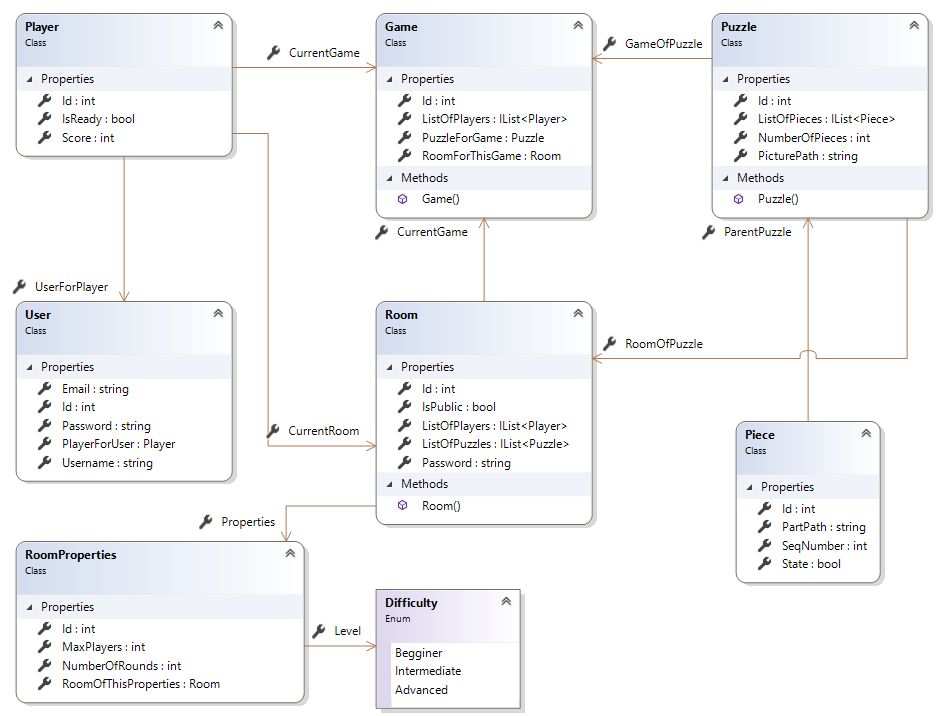 Player
Class
Properties
Id : int
IsReady : bool
Score : int
CurrentGame
Game
Class
Properties
Id : int
ListOfPlayers : IList<Player>
PuzzleForGame : Puzzle
RoomForThisGame : Room
Methods
Game()
GameOfPuzzle
Puzzle
Class
Properties
Id : int
ListOfPieces : IList<Piece>
NumberOfPieces : int
PicturePath : string
Methods
Puzzle()
CurrentGame
ParentPuzzle
UserForPlayer
User
Class
Properties
Email : string
Id : int
Password : string
PlayerForUser : Player
Username : string
CurrentRoom
Room
Class
Properties
Id : int
IsPublic : bool
ListOfPlayers : IList<Player>
ListOfPuzzles : IList<Puzzle>
Password : string
Methods
Room()
RoomOfPuzzle
Piece
Class
Properties
Id : int
PartPath : string
SeqNumber : int
State : bool
Properties
RoomProperties
Class
Properties
Id : int
MaxPlayers : int
NumberOfRounds : int
RoomOfThisProperties : Room
Level
Difficulty
Enum
Begginer
Intermediate
Advanced